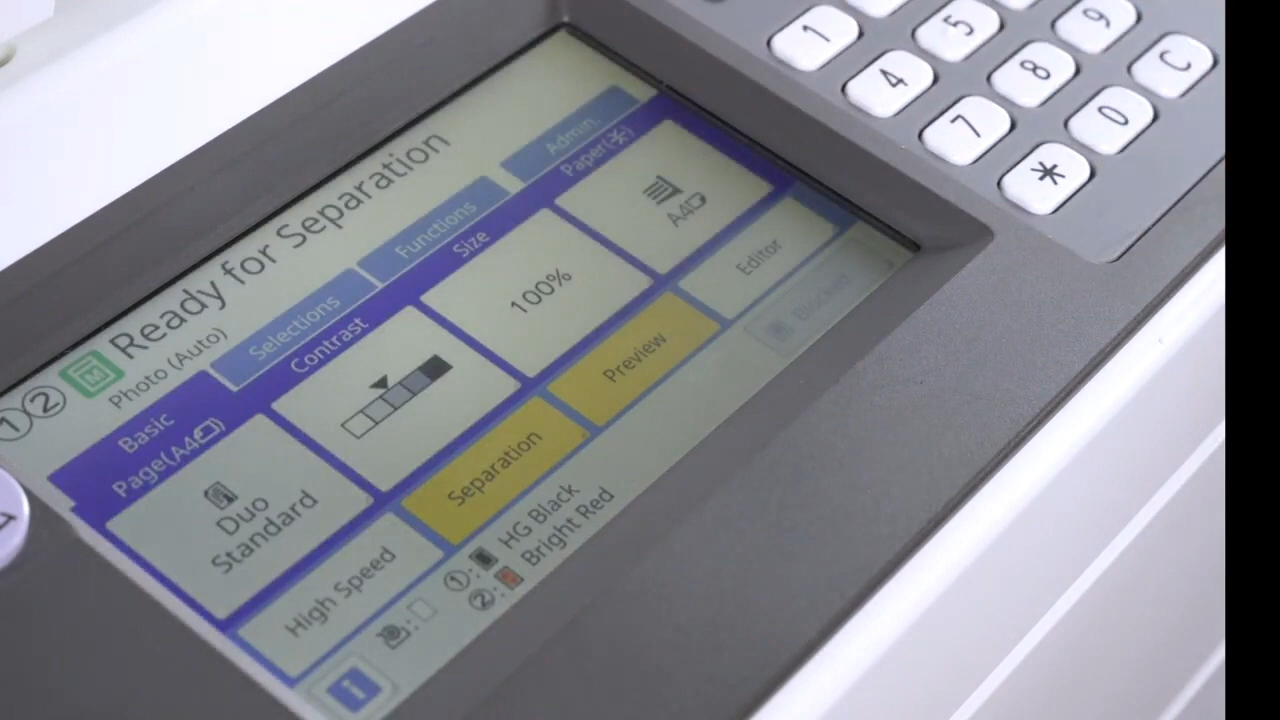 ①② M Ready for Separation
Photo (Auto)
Basic Selections Functions Admin.
Page(A4) Contrast Size Paper(
Duo
Standard
100%
A4
High Speed Separation Preview Editor
①: HG Black
②: Bright Red
i
1 5 9
4 8 C
7 0
*